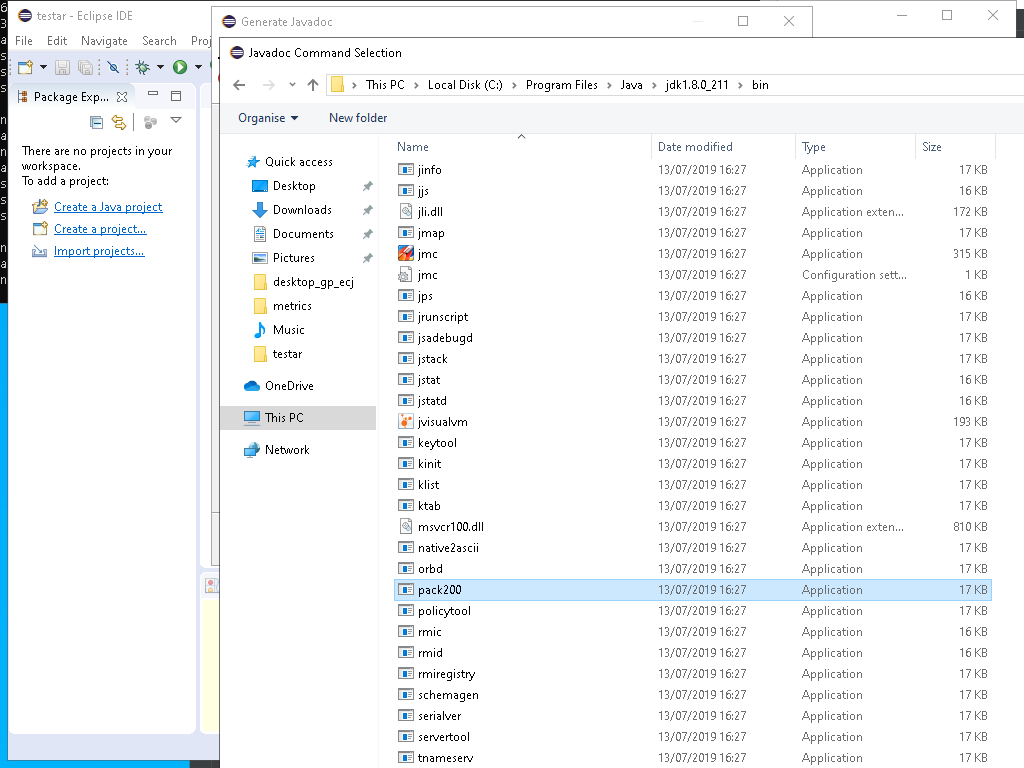 testar - Eclipse IDE
File Edit Navigate Search Proj
Package Exp...
There are no projects in your
workspace.
To add a project:
Create a Java project
Create a project...
Import projects...
Generate Javadoc
Javadoc Command Selection
This PC Local Disk (C:) Program Files Java jdk1.8.0_211 bin
Organise New folder
Quick access
Desktop
Downloads
Documents
Pictures
desktop_gp_ecj
metrics
Music
testar
OneDrive
This PC
Network
Name Date modified Type Size
jinfo 13/07/2019 16:27 Application 17 KB
jjs 13/07/2019 16:27 Application 16 KB
jli.dll 13/07/2019 16:27 Application exten... 172 KB
jmap 13/07/2019 16:27 Application 17 KB
jmc 13/07/2019 16:27 Application 315 KB
jmc 13/07/2019 16:27 Configuration sett... 1 KB
jps 13/07/2019 16:27 Application 16 KB
jrunscript 13/07/2019 16:27 Application 17 KB
jsadebugd 13/07/2019 16:27 Application 17 KB
jstack 13/07/2019 16:27 Application 17 KB
jstat 13/07/2019 16:27 Application 16 KB
jstatd 13/07/2019 16:27 Application 16 KB
jvisualvm 13/07/2019 16:27 Application 193 KB
keytool 13/07/2019 16:27 Application 17 KB
kinit 13/07/2019 16:27 Application 17 KB
klist 13/07/2019 16:27 Application 17 KB
ktab 13/07/2019 16:27 Application 17 KB
msvcr100.dll 13/07/2019 16:27 Application exten... 810 KB
native2ascii 13/07/2019 16:27 Application 17 KB
orbd 13/07/2019 16:27 Application 17 KB
pack200 13/07/2019 16:27 Application 17 KB
policytool 13/07/2019 16:27 Application 17 KB
rmic 13/07/2019 16:27 Application 16 KB
rmid 13/07/2019 16:27 Application 16 KB
rmiregistry 13/07/2019 16:27 Application 17 KB
schemagen 13/07/2019 16:27 Application 17 KB
serialver 13/07/2019 16:27 Application 17 KB
servertool 13/07/2019 16:27 Application 17 KB
tnameserv 13/07/2019 16:27 Application 17 KB